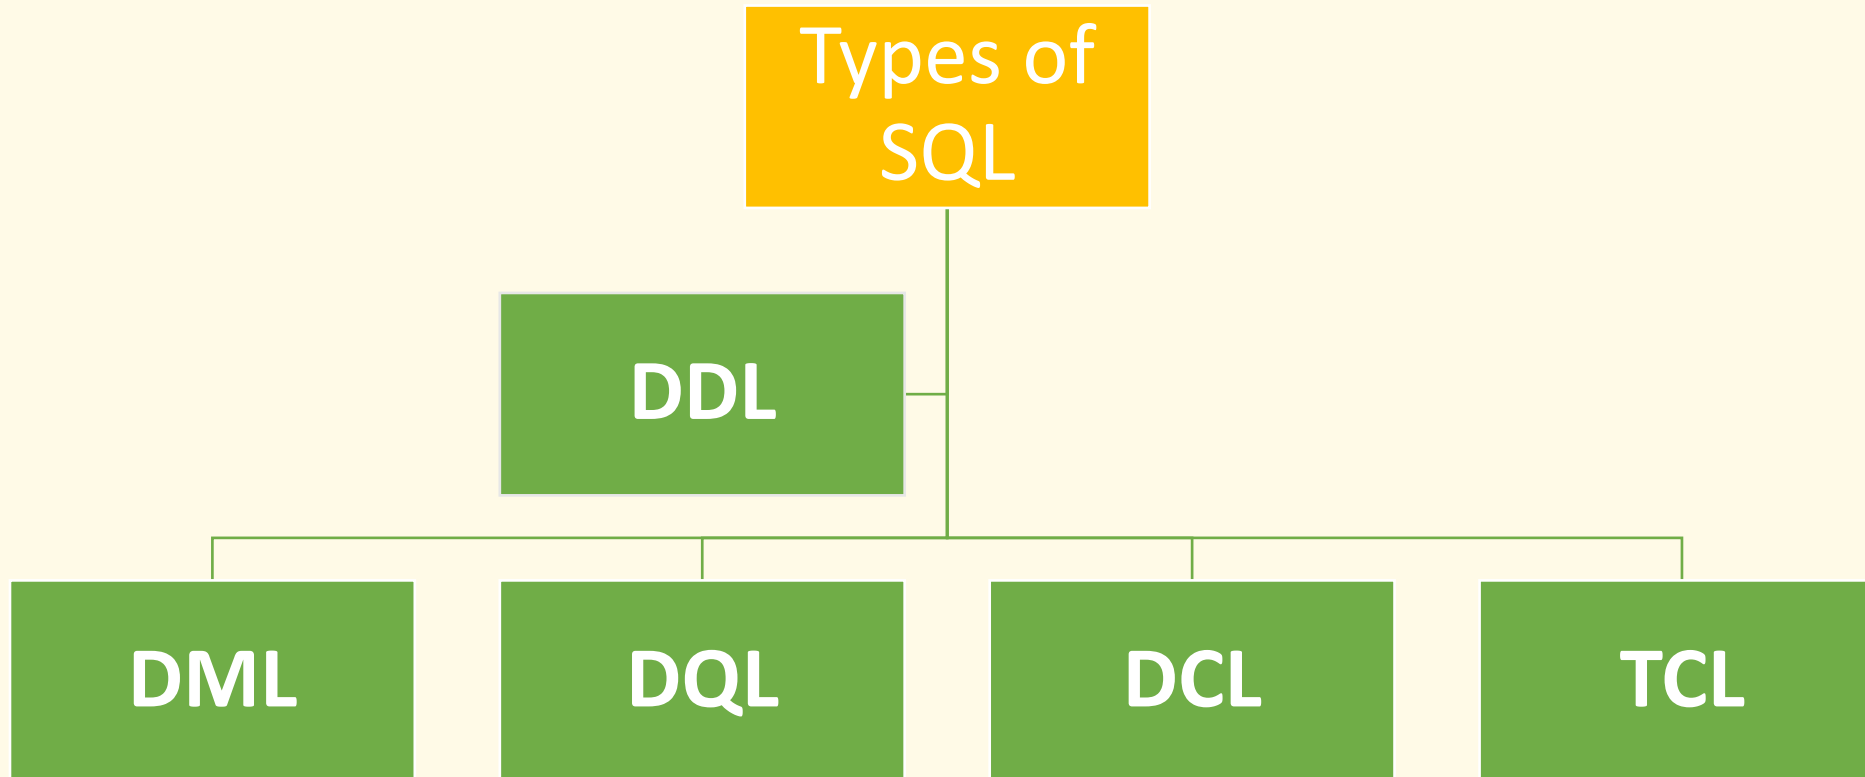 Types of
SQL
DDL
DML
DQL
DCL
TCL